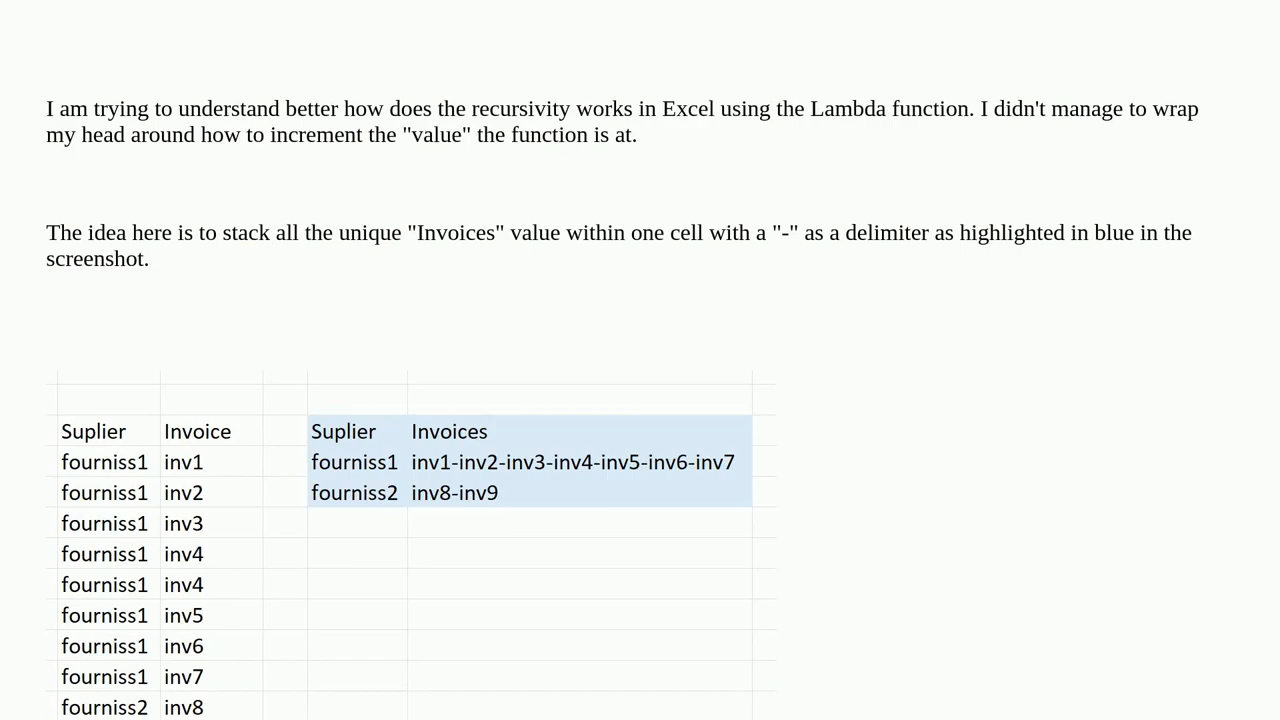 I am trying to understand better how does the recursivity works in Excel using the Lambda function. I didn't manage to wrap
my head around how to increment the "value" the function is at.
The idea here is to stack all the unique "Invoices" value within one cell with a "-" as a delimiter as highlighted in blue in the
screenshot.
Suplier Invoice Suplier Invoices
fourniss1 inv1 fourniss1 inv1-inv2-inv3-inv4-inv5-inv6-inv7
fourniss1 inv2 fourniss2 inv8-inv9
fourniss1 inv3
fourniss1 inv4
fourniss1 inv4
fourniss1 inv5
fourniss1 inv6
fourniss1 inv7
fourniss2 inv8